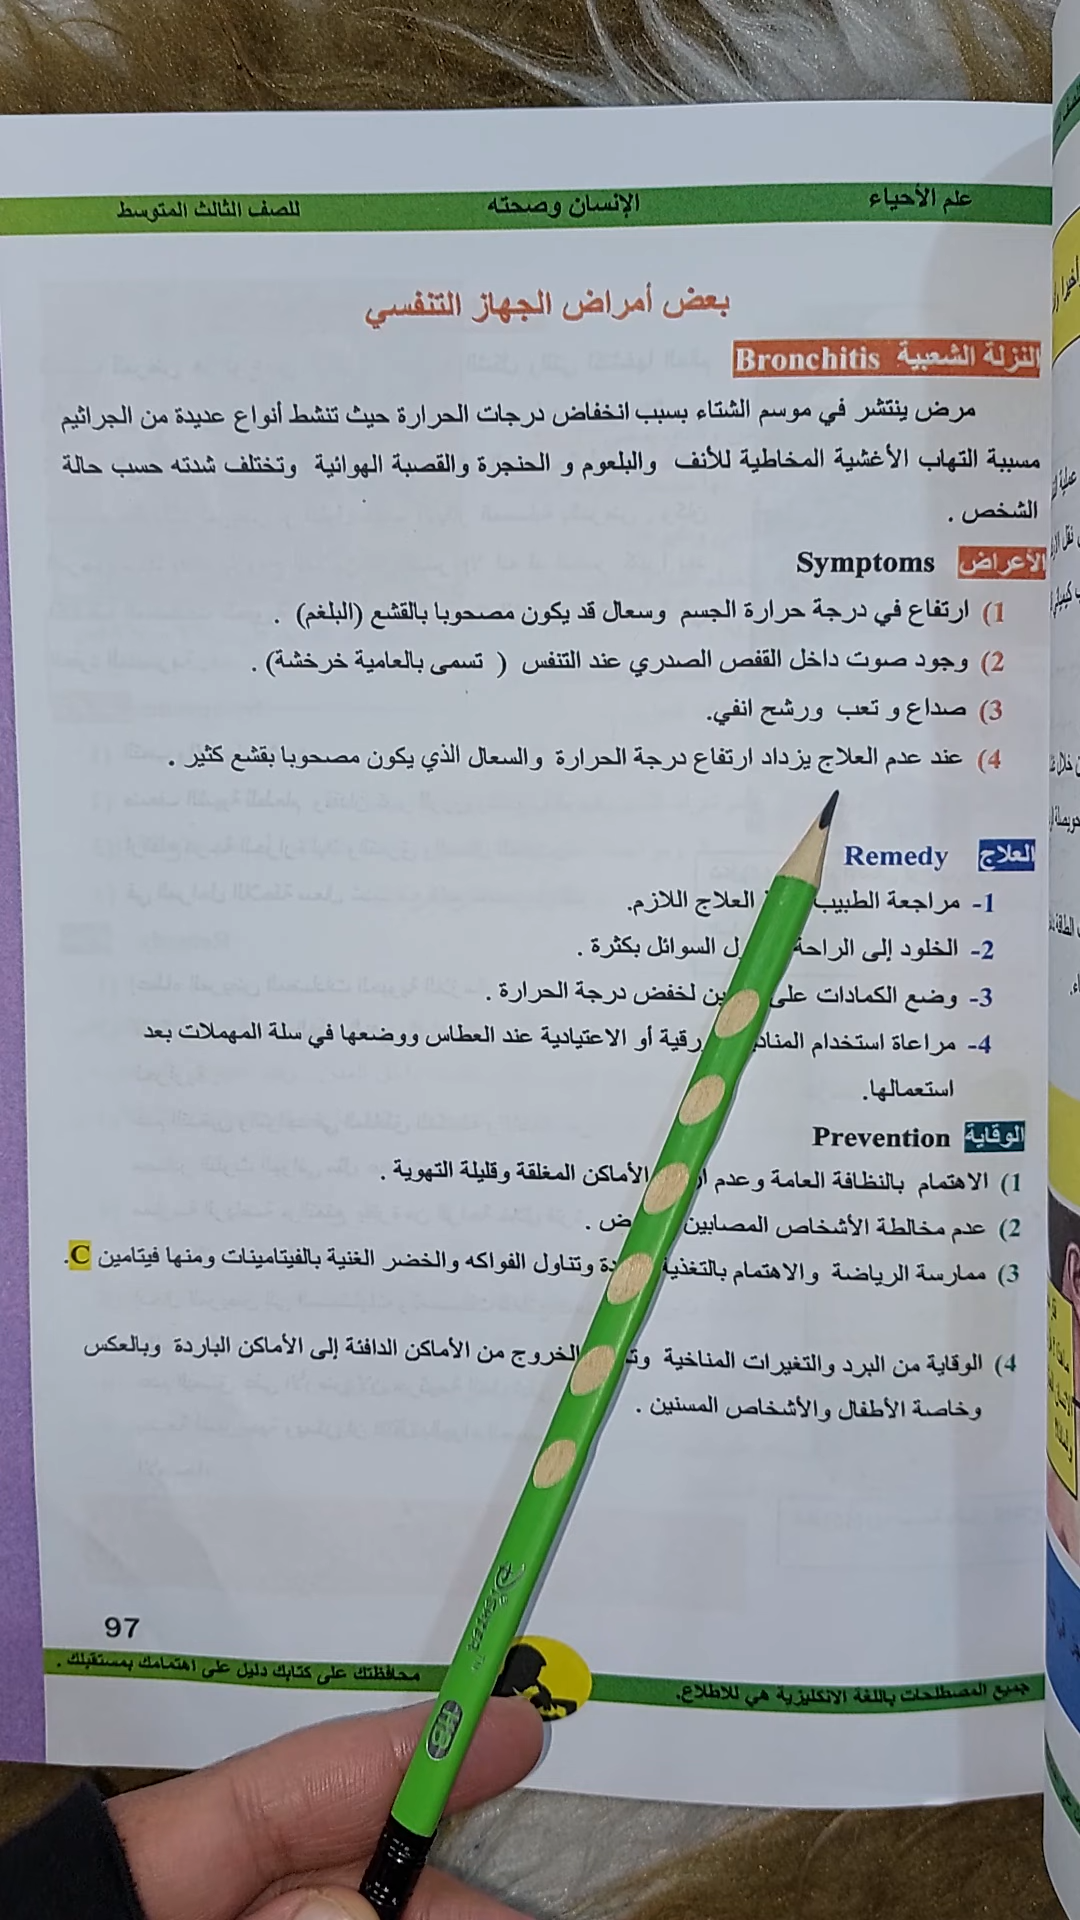 علم الأحياء
الإنسان وصحته
للصف الثالث المتوسط
بعض أمراض الجهاز التنفسي
النزلة الشعبية Bronchitis
مرض ينتشر في موسم الشتاء بسبب انخفاض درجات الحرارة حيث تنشط أنواع عديدة من الجراثيم
مسببة التهاب الأغشية المخاطية للأنف والبلعوم و الحنجرة والقصبة الهوائية وتختلف شدته حسب حالة
الشخص .
الأعراض Symptoms
1) ارتفاع في درجة حرارة الجسم وسعال قد يكون مصحوبا بالقشع (البلغم) .
2) وجود صوت داخل القفص الصدري عند التنفس ( تسمى بالعامية خرخشة) .
3) صداع و تعب ورشح انفي.
4) عند عدم العلاج يزداد ارتفاع درجة الحرارة والسعال الذي يكون مصحوبا بقشع كثير .
العلاج Remedy
1- مراجعة الطبيب العلاج اللازم.
2- الخلود إلى الراحة السوائل بكثرة .
3- وضع الكمادات على لخفض درجة الحرارة .
4- مراعاة استخدام أو الاعتيادية عند العطاس ووضعها في سلة المهملات بعد
استعمالها.
الوقاية Prevention
1) الاهتمام بالنظافة العامة وعدم الأماكن المغلقة وقليلة التهوية .
2) عدم مخالطة الأشخاص المصابين .
3) ممارسة الرياضة والاهتمام بالتغذية وتناول الفواكه والخضر الغنية بالفيتامينات ومنها فيتامين C.
4) الوقاية من البرد والتغيرات المناخية الخروج من الأماكن الدافئة إلى الأماكن الباردة وبالعكس
وخاصة الأطفال والأشخاص المسنين .
97
جميع المصطلحات باللغة الانكليزية هي للاطلاع.
محافظتك على كتابك دليل على اهتمامك بمستقبلك .
HB